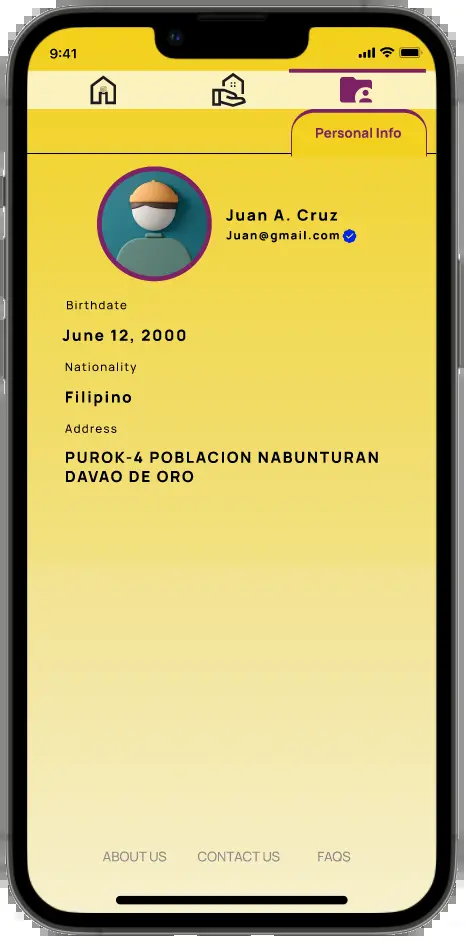 9:41
Personal Info
Juan A. Cruz
Juan@gmail.com
Birthdate
June 12, 2000
Nationality
Filipino
Address
PUROK-4 POBLACION NABUNTURAN
DAVAO DE ORO
ABOUT US CONTACT US FAQS